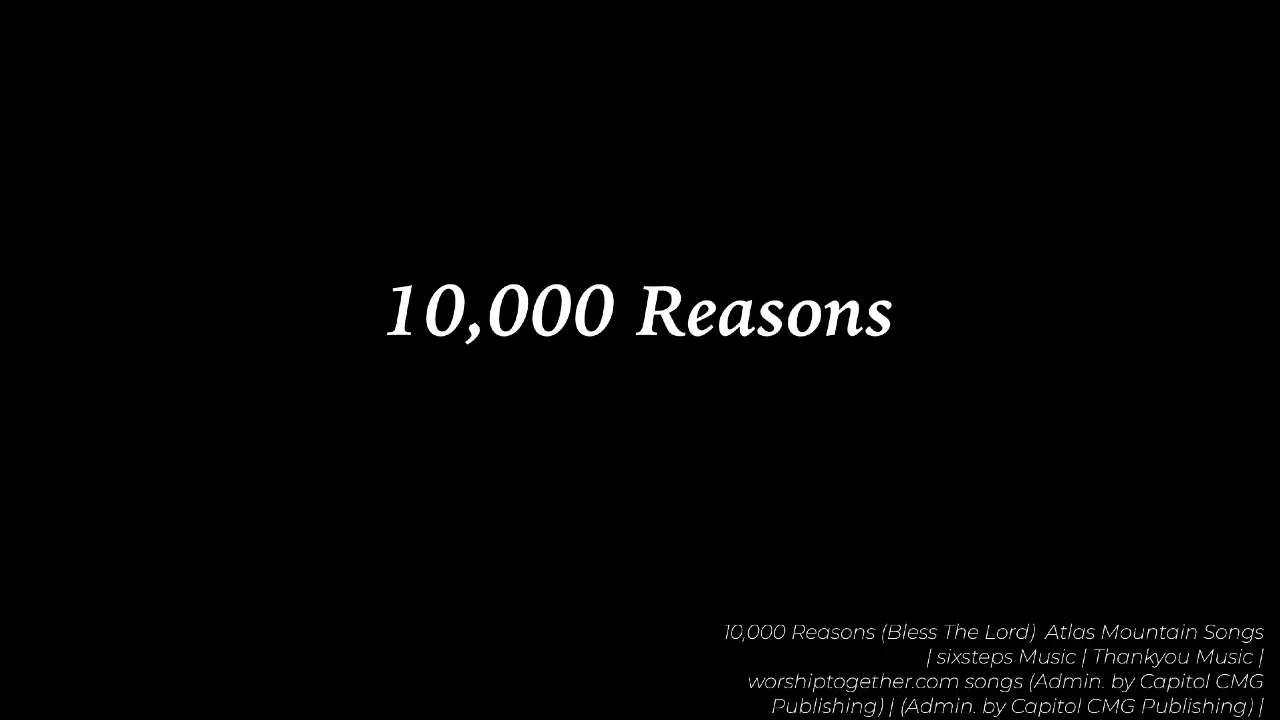 10,000 Reasons
10,000 Reasons (Bless The Lord)  Atlas Mountain Songs
| sixsteps Music | Thankyou Music |
worshiptogether.com songs (Admin. by Capitol CMG
Publishing) | (Admin. by Capitol CMG Publishing) |